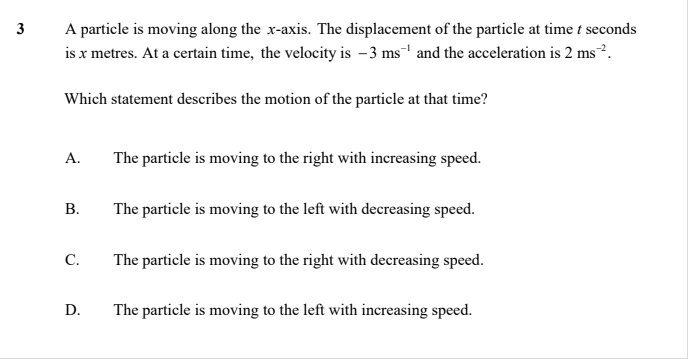 3 A particle is moving along the x-axis. The displacement of the particle at time t seconds
is x metres. At a certain time, the velocity is −3 ms⁻¹ and the acceleration is 2 ms⁻².
Which statement describes the motion of the particle at that time?
A. The particle is moving to the right with increasing speed.
B. The particle is moving to the left with decreasing speed.
C. The particle is moving to the right with decreasing speed.
D. The particle is moving to the left with increasing speed.